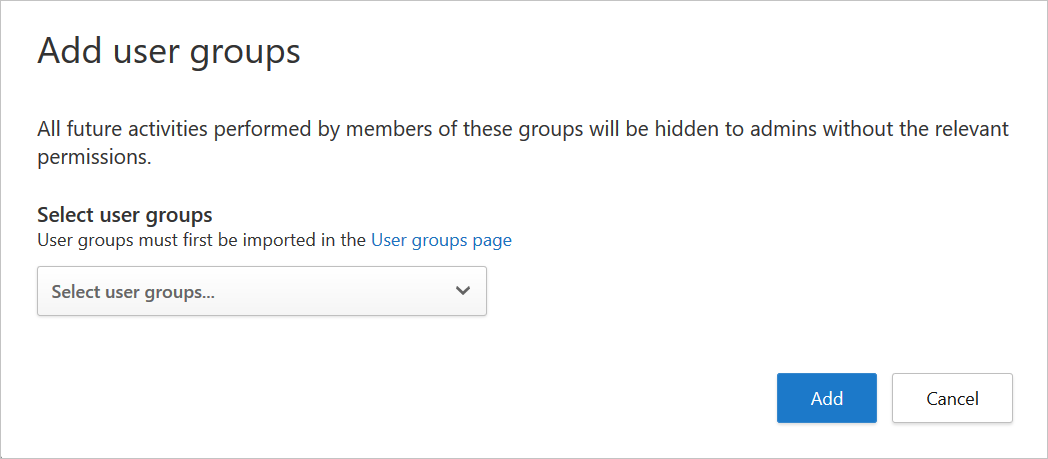 Add user groups
All future activities performed by members of these groups will be hidden to admins without the relevant
permissions.
Select user groups
User groups must first be imported in the User groups page
Select user groups...
Add
Cancel